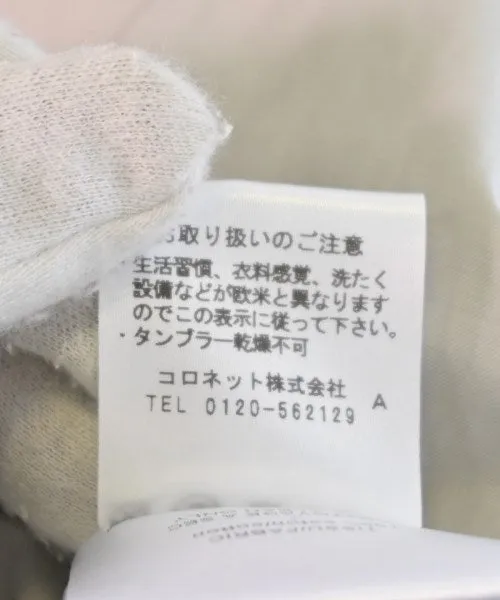 お取り扱いのご注意
・生活習慣、衣料感覚、洗たく
設備などが欧米と異なります
のでこの表示に従って下さい。
・タンブラー乾燥不可
コロネット株式会社 A
TEL 0120-562129